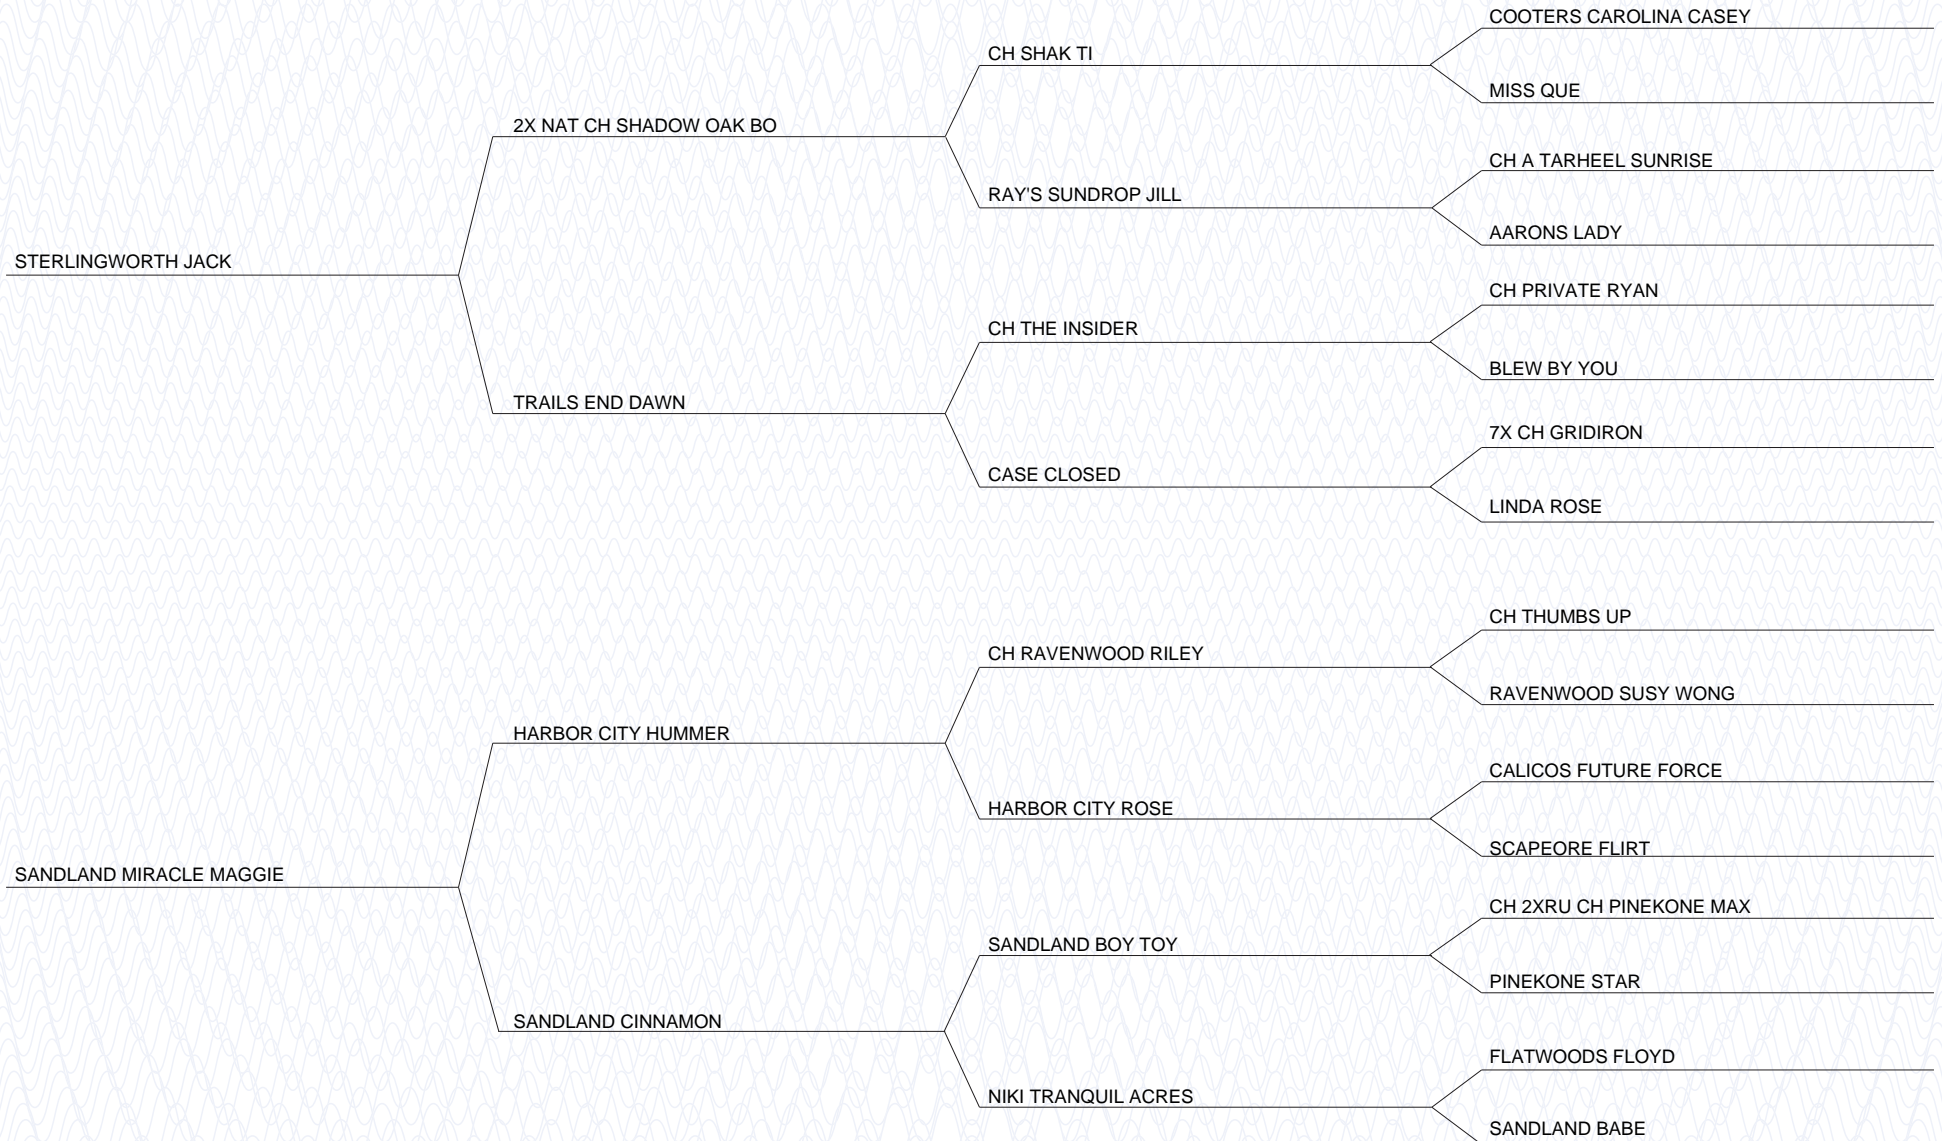 COOTERS CAROLINA CASEY
CH SHAK TI
MISS QUE
2X NAT CH SHADOW OAK BO
CH A TARHEEL SUNRISE
RAY'S SUNDROP JILL
AARONS LADY
STERLINGWORTH JACK
CH PRIVATE RYAN
CH THE INSIDER
BLEW BY YOU
TRAILS END DAWN
7X CH GRIDIRON
CASE CLOSED
LINDA ROSE
CH THUMBS UP
CH RAVENWOOD RILEY
RAVENWOOD SUSY WONG
HARBOR CITY HUMMER
CALICOS FUTURE FORCE
HARBOR CITY ROSE
SCAPEORE FLIRT
SANDLAND MIRACLE MAGGIE
CH 2XRU CH PINEKONE MAX
SANDLAND BOY TOY
PINEKONE STAR
SANDLAND CINNAMON
FLATWOODS FLOYD
NIKI TRANQUIL ACRES
SANDLAND BABE